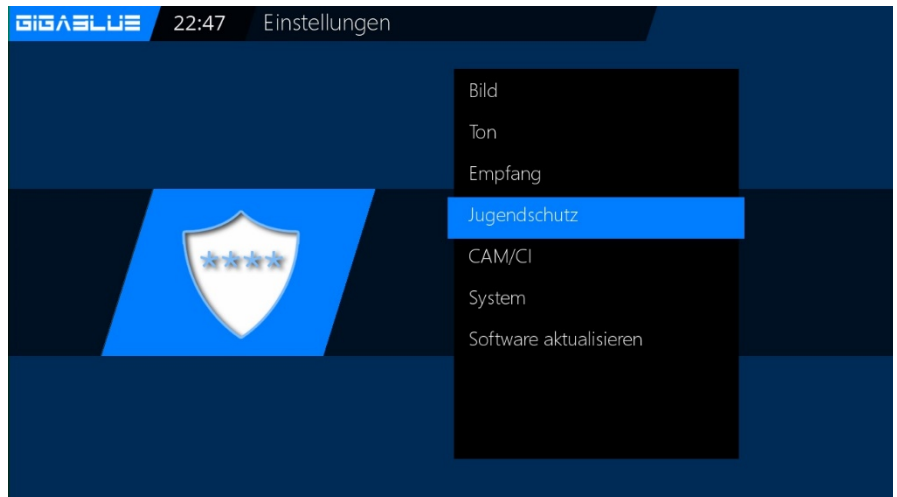 GIGABLUE 22:47 Einstellungen
Bild
Ton
Empfang
Jugendschutz
****
CAM/CI
System
Software aktualisieren